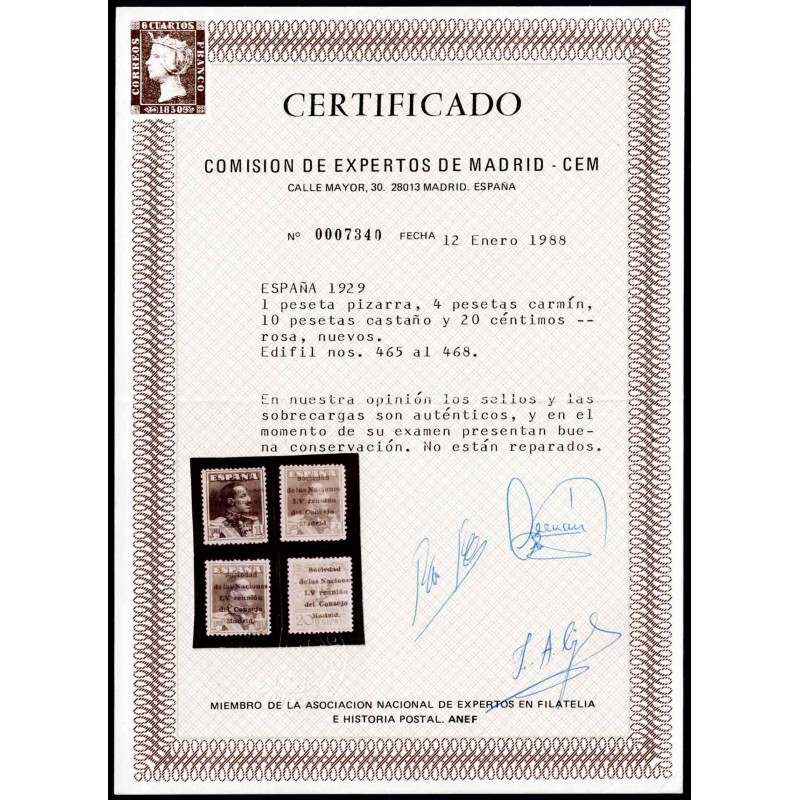 6 CUARTOS
CORREOS
FRANCO
1850
CERTIFICADO
COMISION DE EXPERTOS DE MADRID - CEM
CALLE MAYOR, 30. 28013 MADRID. ESPAÑA
Nº 0007340 FECHA 12 Enero 1988
ESPAÑA 1929
1 peseta pizarra, 4 pesetas carmín,
10 pesetas castaño y 20 céntimos --
rosa, nuevos.
Edifil nos. 465 al 468.
En nuestra opinión los sellos y las
sobrecargas son auténticos, y en el
momento de su examen presentan bue-
na conservación. No están reparados.
ESPAÑA
Sociedad
de las Naciones
LV reunión
del Consejo
Madrid.
Sociedad
de las Naciones
LV reunión
del Consejo
Madrid.
Sociedad
de las Naciones
LV reunión
del Consejo
Madrid.
MIEMBRO DE LA ASOCIACION NACIONAL DE EXPERTOS EN FILATELIA
E HISTORIA POSTAL. ANEF